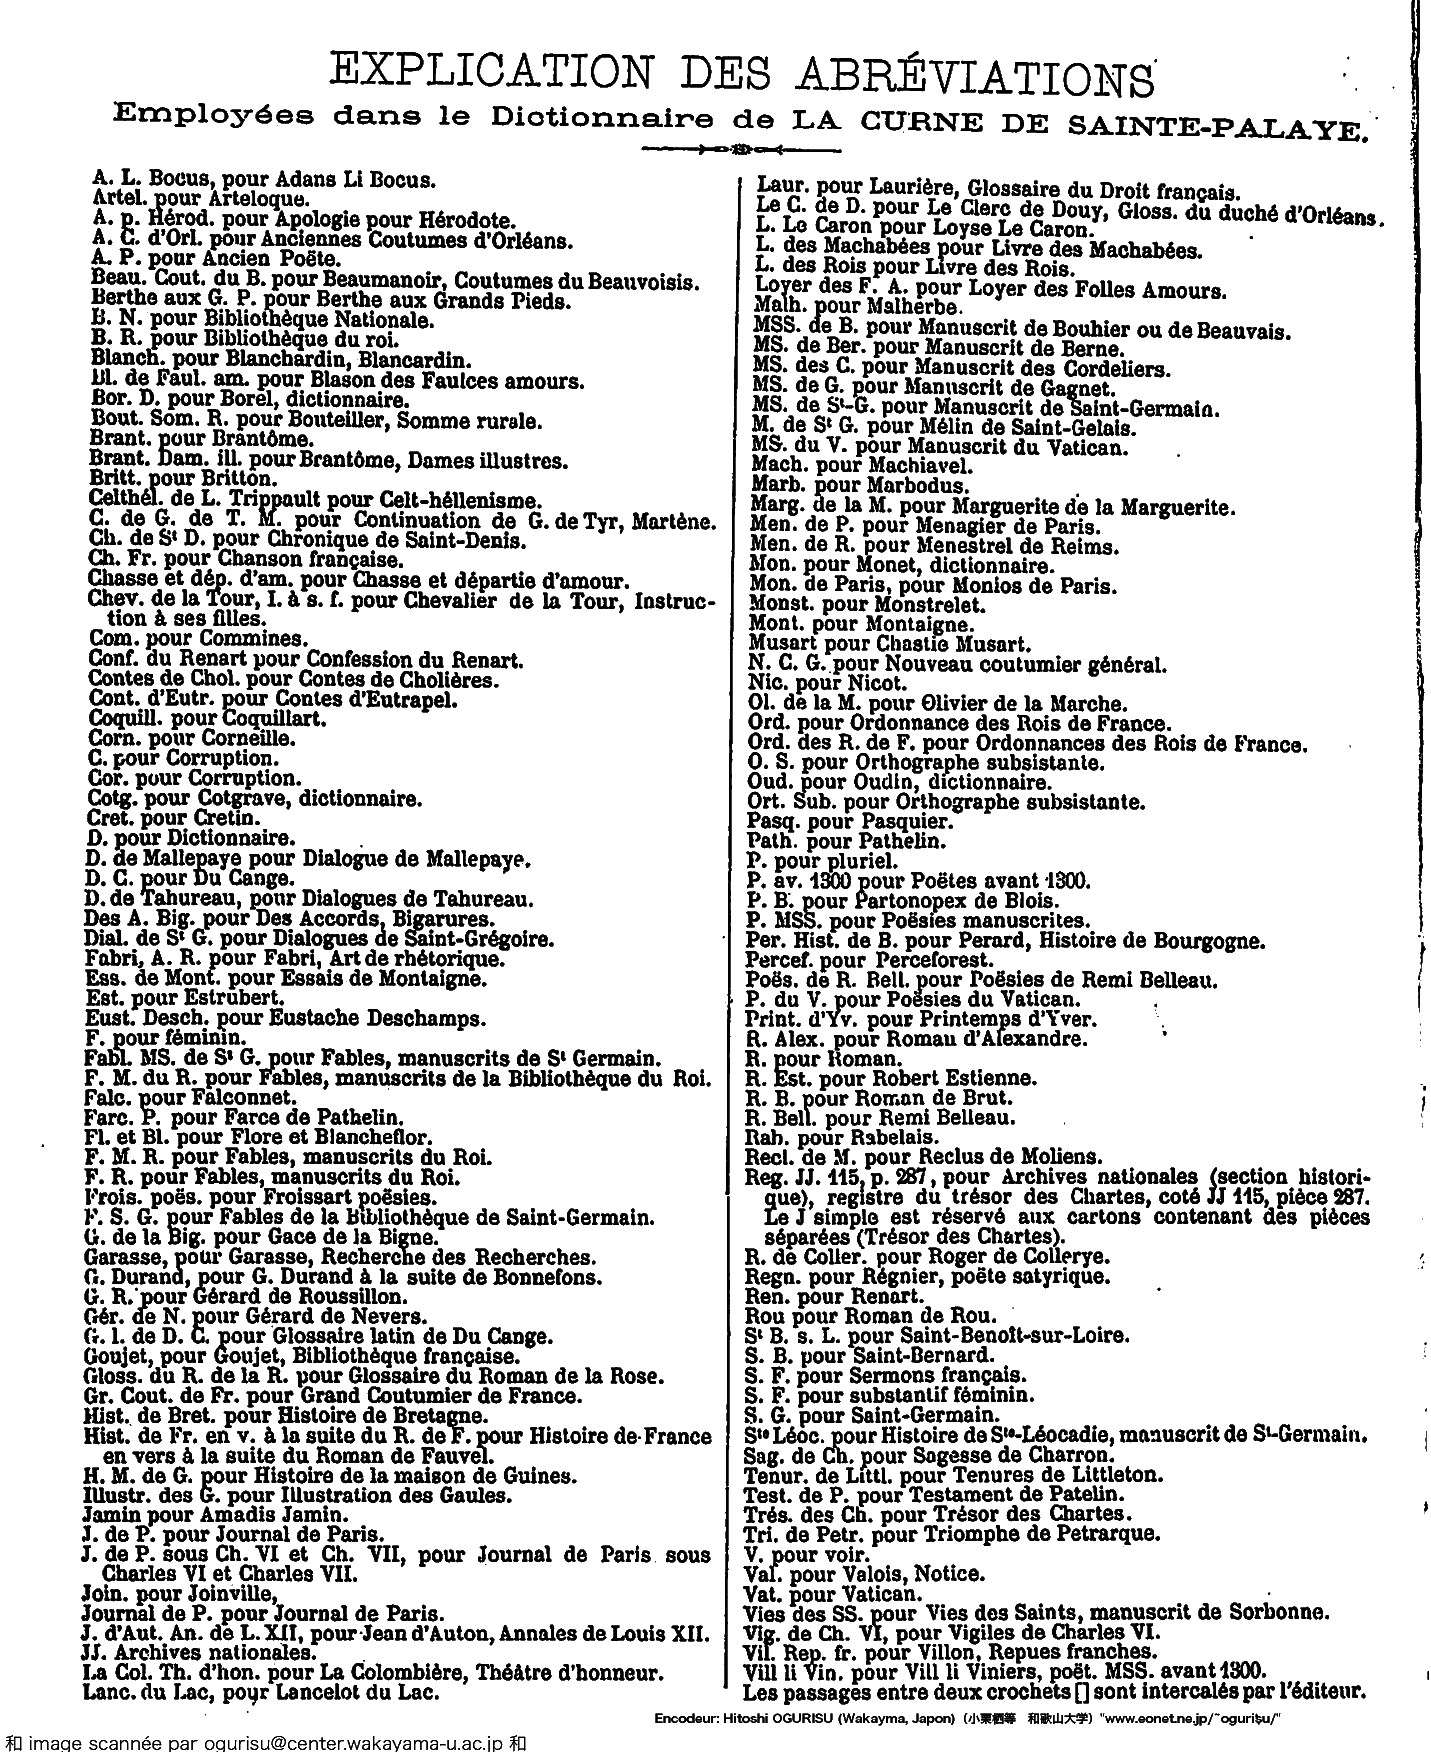 EXPLICATION DES ABRÉVIATIONS
Employées dans le Dictionnaire de LA CURNE DE SAINTE-PALAYE.
A. L. Bocus, pour Adans Li Bocus.
Artel. pour Arteloque.
A. p. Hérod. pour Apologie pour Hérodote.
A. C. d'Orl. pour Anciennes Coutumes d'Orléans.
A. P. pour Ancien Poëte.
Beau. Cout. du B. pour Beaumanoir, Coutumes du Beauvoisis.
Berthe aux G. P. pour Berthe aux Grands Pieds.
B. N. pour Bibliothèque Nationale.
B. R. pour Bibliothèque du roi.
Blanch. pour Blanchardin, Blancardin.
Bl. de Faul. am. pour Blason des Faulces amours.
Bor. D. pour Borel, dictionnaire.
Bout. Som. R. pour Bouteiller, Somme rurale.
Brant. pour Brantôme.
Brant. Dam. ill. pour Brantôme, Dames illustres.
Britt. pour Britton.
Celthél. de L. Trippault pour Celt-héllenisme.
C. de G. de T. M. pour Continuation de G. de Tyr, Martène.
Ch. de St D. pour Chronique de Saint-Denis.
Ch. Fr. pour Chanson française.
Chasse et dép. d'am. pour Chasse et départie d'amour.
Chev. de la Tour, I. à s. f. pour Chevalier de la Tour, Instruc-
tion à ses filles.
Com. pour Commines.
Conf. du Renart pour Confession du Renart.
Contes de Chol. pour Contes de Cholières.
Cont. d'Eutr. pour Contes d'Eutrapel.
Coquill. pour Coquillart.
Corn. pour Corneille.
C. pour Corruption.
Cor. pour Corruption.
Cotg. pour Cotgrave, dictionnaire.
Cret. pour Cretin.
D. pour Dictionnaire.
D. de Mallepaye pour Dialogue de Mallepaye.
D. C. pour Du Cange.
D. de Tahureau, pour Dialogues de Tahureau.
Des A. Big. pour Des Accords, Bigarures.
Dial. de St G. pour Dialogues de Saint-Grégoire.
Fabri, A. R. pour Fabri, Art de rhétorique.
Ess. de Mont. pour Essais de Montaigne.
Est. pour Estrubert.
Eust. Desch. pour Eustache Deschamps.
F. pour féminin.
Fabl. MS. de St G. pour Fables, manuscrits de St Germain.
F. M. du R. pour Fables, manuscrits de la Bibliothèque du Roi.
Falc. pour Falconnet.
Farc. P. pour Farce de Pathelin.
Fl. et Bl. pour Flore et Blancheflor.
F. M. R. pour Fables, manuscrits du Roi.
F. R. pour Fables, manuscrits du Roi.
Frois. poës. pour Froissart poësies.
F. S. G. pour Fables de la Bibliothèque de Saint-Germain.
G. de la Big. pour Gace de la Bigne.
Garasse, pour Garasse, Recherche des Recherches.
G. Durand, pour G. Durand à la suite de Bonnefons.
G. R. pour Gérard de Roussillon.
Gér. de N. pour Gérard de Nevers.
G. l. de D. C. pour Glossaire latin de Du Cange.
Goujet, pour Goujet, Bibliothèque française.
Gloss. du R. de la R. pour Glossaire du Roman de la Rose.
Gr. Cout. de Fr. pour Grand Coutumier de France.
Hist. de Bret. pour Histoire de Bretagne.
Hist. de Fr. en v. à la suite du R. de F. pour Histoire de France
en vers à la suite du Roman de Fauvel.
H. M. de G. pour Histoire de la maison de Guines.
Illustr. des G. pour Illustration des Gaules.
Jamin pour Amadis Jamin.
J. de P. pour Journal de Paris.
J. de P. sous Ch. VI et Ch. VII, pour Journal de Paris sous
Charles VI et Charles VII.
Join. pour Joinville,
Journal de P. pour Journal de Paris.
J. d'Aut. An. de L. XII, pour Jean d'Auton, Annales de Louis XII.
JJ. Archives nationales.
La Col. Th. d'hon. pour La Colombière, Théâtre d'honneur.
Lanc. du Lac, pour Lancelot du Lac.
Laur. pour Laurière, Glossaire du Droit français.
Le C. de D. pour Le Clerc de Douy, Gloss. du duché d'Orléans.
L. Le Caron pour Loyse Le Caron.
L. des Machabées pour Livre des Machabées.
L. des Rois pour Livre des Rois.
Loyer des F. A. pour Loyer des Folles Amours.
Malh. pour Malherbe.
MSS. de B. pour Manuscrit de Bouhier ou de Beauvais.
MS. de Ber. pour Manuscrit de Berne.
MS. des C. pour Manuscrit des Cordeliers.
MS. de G. pour Manuscrit de Gagnet.
MS. de St-G. pour Manuscrit de Saint-Germain.
M. de St G. pour Mélin de Saint-Gelais.
MS. du V. pour Manuscrit du Vatican.
Mach. pour Machiavel.
Marb. pour Marbodus.
Marg. de la M. pour Marguerite de la Marguerite.
Men. de P. pour Menagier de Paris.
Men. de R. pour Menestrel de Reims.
Mon. pour Monet, dictionnaire.
Mon. de Paris, pour Monios de Paris.
Monst. pour Monstrelet.
Mont. pour Montaigne.
Musart pour Chastie Musart.
N. C. G. pour Nouveau coutumier général.
Nic. pour Nicot.
Ol. de la M. pour Olivier de la Marche.
Ord. pour Ordonnance des Rois de France.
Ord. des R. de F. pour Ordonnances des Rois de France.
O. S. pour Orthographe subsistante.
Oud. pour Oudin, dictionnaire.
Ort. Sub. pour Orthographe subsistante.
Pasq. pour Pasquier.
Path. pour Pathelin.
P. pour pluriel.
P. av. 1300 pour Poëtes avant 1300.
P. B. pour Partonopex de Blois.
P. MSS. pour Poësies manuscrites.
Per. Hist. de B. pour Perard, Histoire de Bourgogne.
Percef. pour Perceforest.
Poës. de R. Bell. pour Poësies de Remi Belleau.
P. du V. pour Poësies du Vatican.
Print. d'Yv. pour Printemps d'Yver.
R. Alex. pour Roman d'Alexandre.
R. pour Roman.
R. Est. pour Robert Estienne.
R. B. pour Roman de Brut.
R. Bell. pour Remi Belleau.
Rab. pour Rabelais.
Recl. de M. pour Reclus de Moliens.
Reg. JJ. 115, p. 287, pour Archives nationales (section histori-
que), registre du trésor des Chartes, coté JJ 115, pièce 287.
Le J simple est réservé aux cartons contenant des pièces
séparées (Trésor des Chartes).
R. de Coller. pour Roger de Collerye.
Regn. pour Régnier, poëte satyrique.
Ren. pour Renart.
Rou pour Roman de Rou.
St B. s. L. pour Saint-Benoît-sur-Loire.
S. B. pour Saint-Bernard.
S. F. pour Sermons français.
S. F. pour substantif féminin.
S. G. pour Saint-Germain.
Ste Léoc. pour Histoire de Ste-Léocadie, manuscrit de St-Germain.
Sag. de Ch. pour Sagesse de Charron.
Tenur. de Littl. pour Tenures de Littleton.
Test. de P. pour Testament de Patelin.
Trés. des Ch. pour Trésor des Chartes.
Tri. de Petr. pour Triomphe de Petrarque.
V. pour voir.
Val. pour Valois, Notice.
Vat. pour Vatican.
Vies des SS. pour Vies des Saints, manuscrit de Sorbonne.
Vig. de Ch. VI, pour Vigiles de Charles VI.
Vil. Rep. fr. pour Villon, Repues franches.
Vill li Vin. pour Vill li Viniers, poët. MSS. avant 1300.
Les passages entre deux crochets [] sont intercalés par l'éditeur.
Encodeur: Hitoshi OGURISU (Wakayma, Japon) (小栗栖等 和歌山大学) "www.eonet.ne.jp/~ogurisu/"
和 image scannée par ogurisu@center.wakayama-u.ac.jp 和